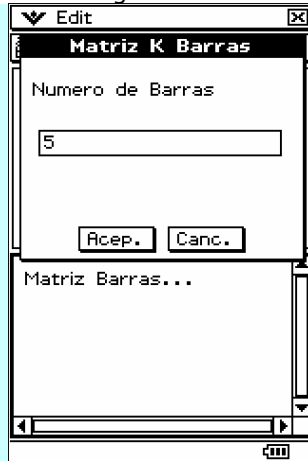 Edit
Matriz K Barras
Numero de Barras
5
Acep. Canc.
Matriz Barras...